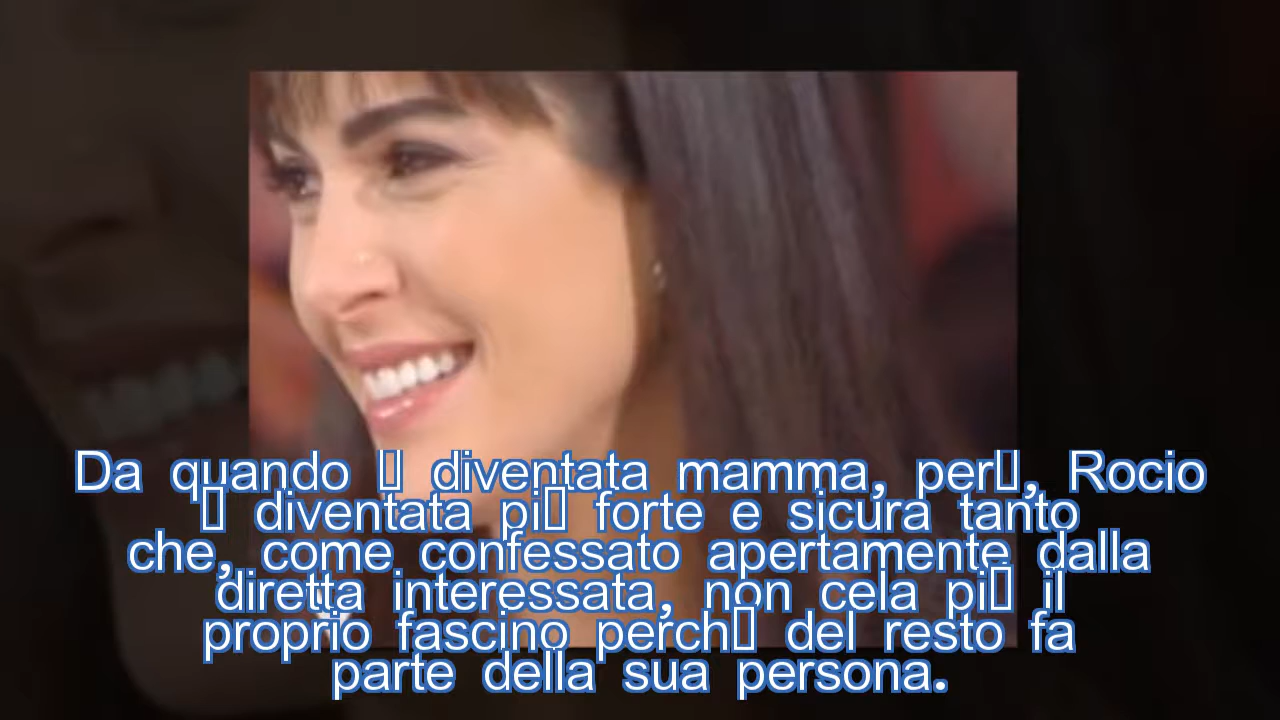 Da quando ▯ diventata mamma, per▯, Rocio
▯ diventata pi▯ forte e sicura tanto
che, come confessato apertamente dalla
diretta interessata, non cela pi▯ il
proprio fascino perch▯ del resto fa
parte della sua persona.